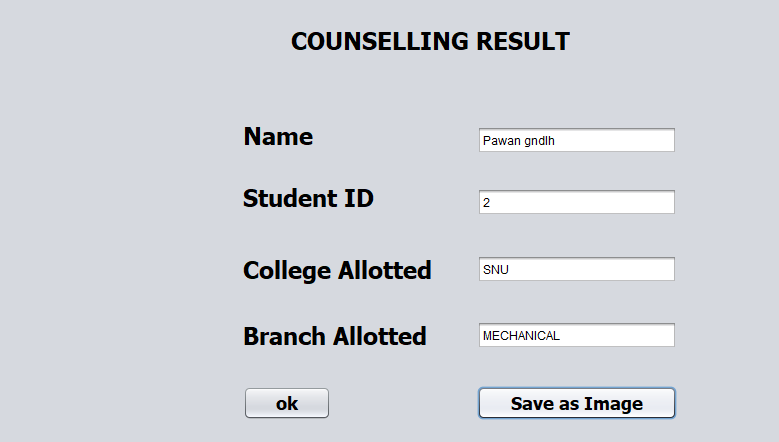 COUNSELLING RESULT
Name Pawan gndlh
Student ID 2
College Allotted SNU
Branch Allotted MECHANICAL
ok Save as Image